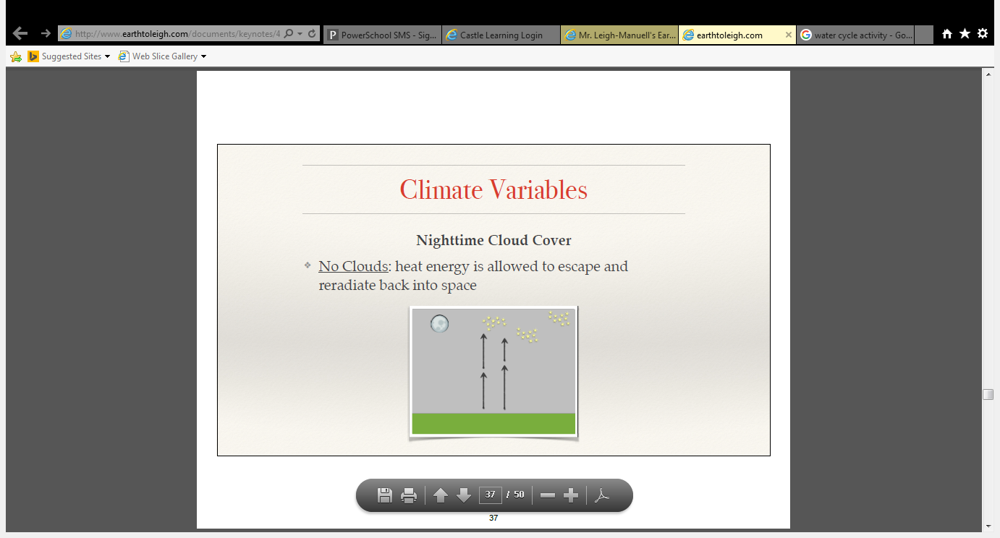 http://www.earthtoleigh.com/documents/keynotes/4
PowerSchool SMS - Sig...
Castle Learning Login
Mr. Leigh-Manuell's Ear...
earthtoleigh.com
water cycle activity - Go...
Suggested Sites
Web Slice Gallery
Climate Variables
Nighttime Cloud Cover
❖ No Clouds: heat energy is allowed to escape and
reradiate back into space
37 / 50
37